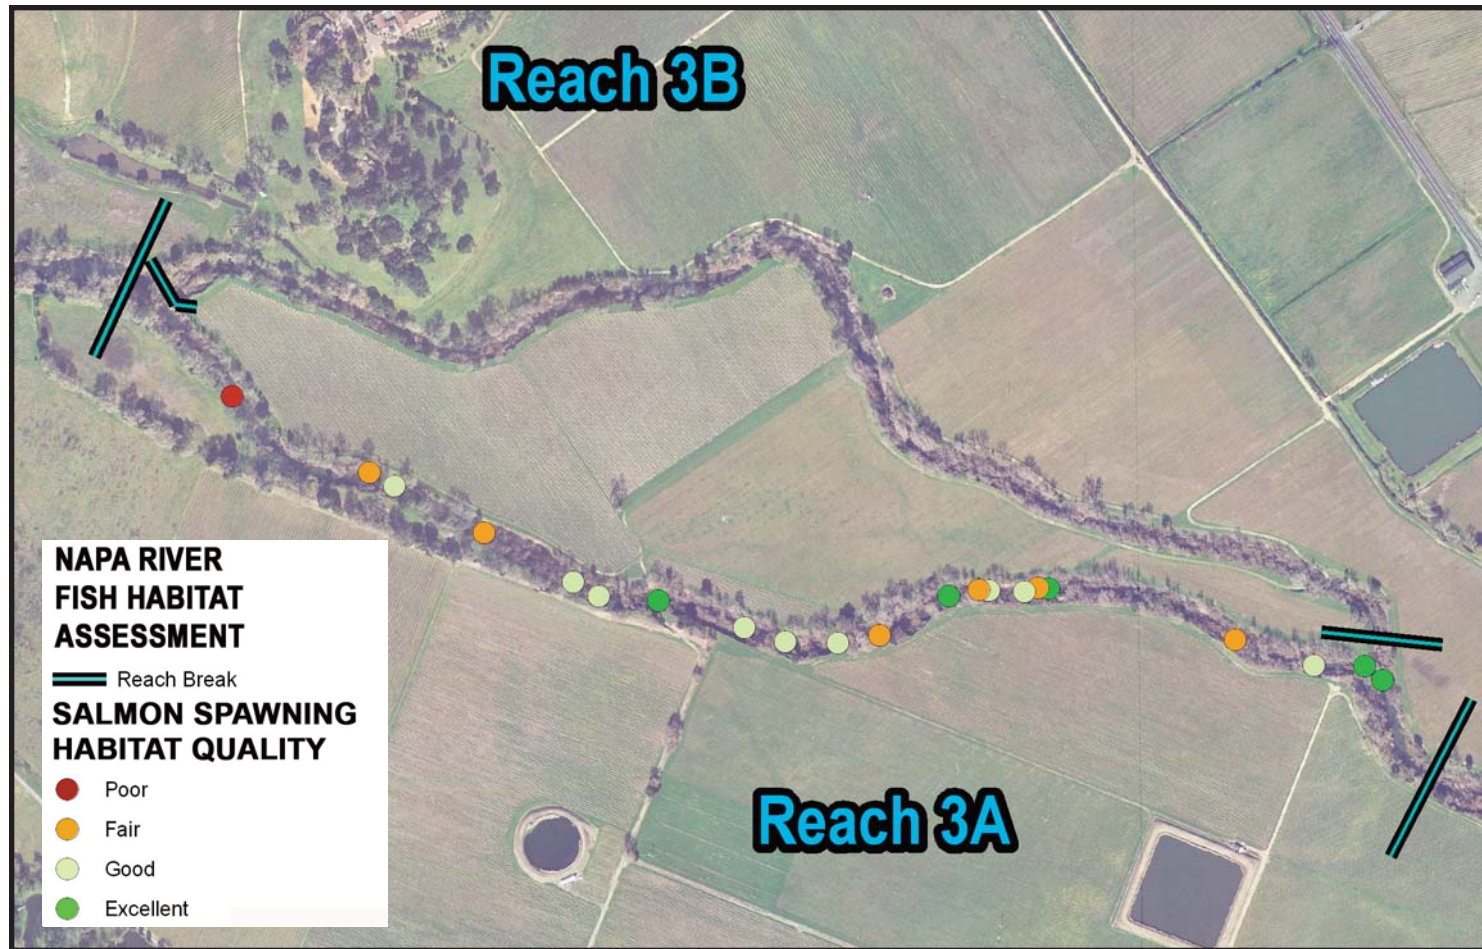 Reach 3B
NAPA RIVER
FISH HABITAT
ASSESSMENT
Reach Break
SALMON SPAWNING
HABITAT QUALITY
Poor
Fair
Good
Excellent
Reach 3A